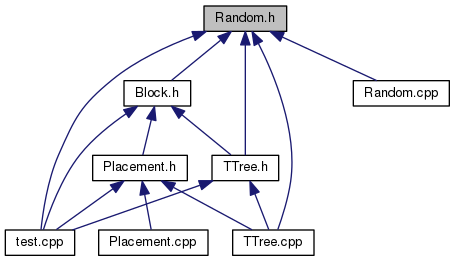 Random.h
Block.h
Random.cpp
Placement.h
TTree.h
test.cpp
Placement.cpp
TTree.cpp